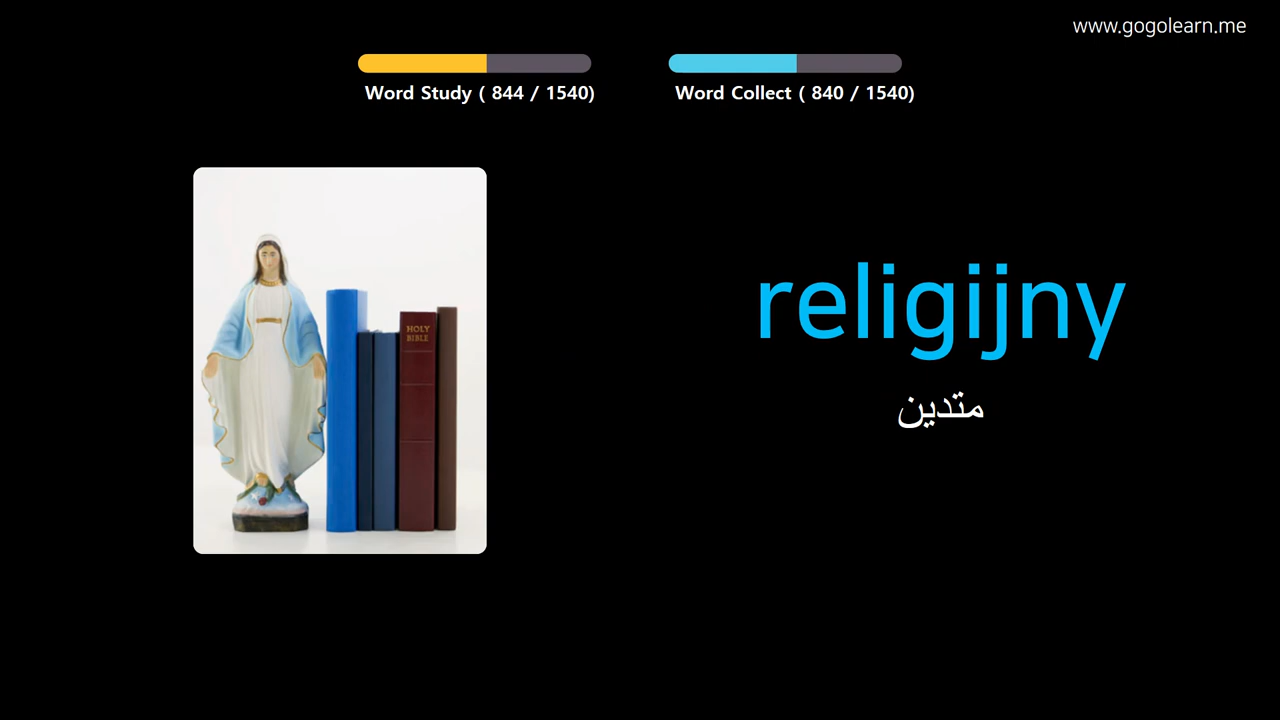 www.gogolearn.me
Word Study ( 844 / 1540)
Word Collect ( 840 / 1540)
HOLY
BIBLE
religijny
متدين